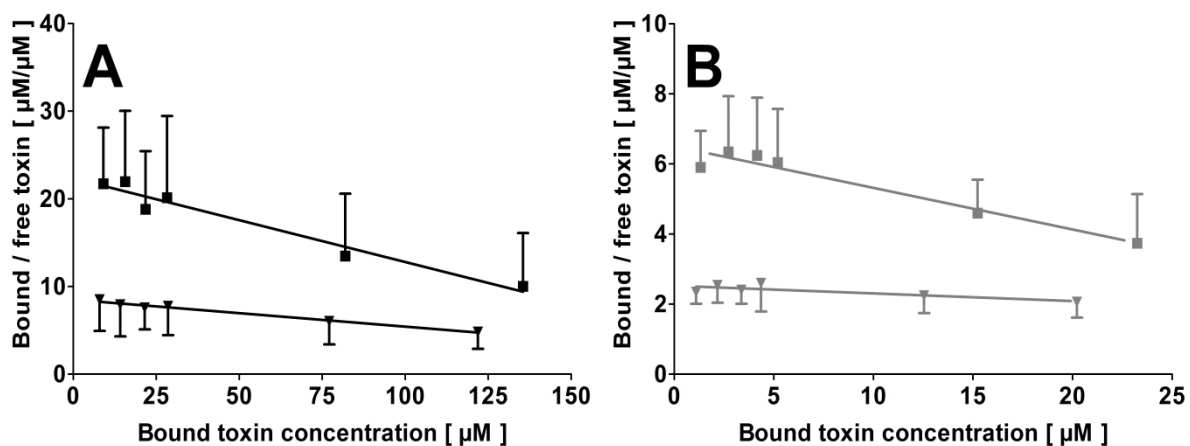 A
Bound / free toxin [ µM/µM]
40
30
20
10
0
0 25 50 75 100 125 150
Bound toxin concentration [ µM ]
B
Bound / free toxin [ µM/µM]
10
8
6
4
2
0
0 5 10 15 20 25
Bound toxin concentration [ µM ]